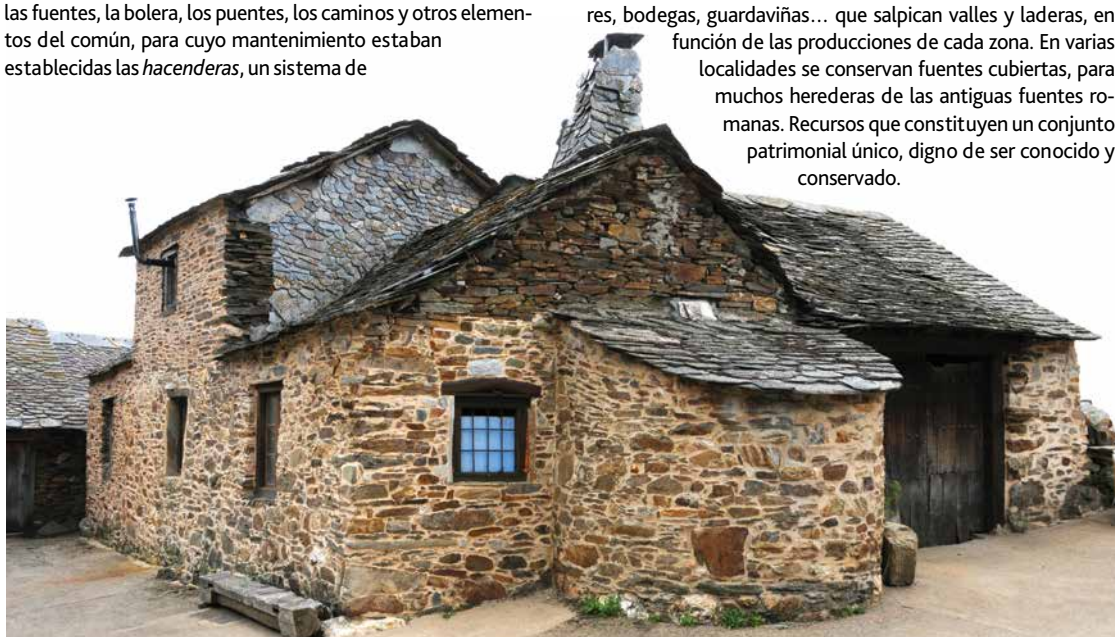 las fuentes, la bolera, los puentes, los caminos y otros elemen-
tos del común, para cuyo mantenimiento estaban
establecidas las hacenderas, un sistema de
res, bodegas, guardaviñas... que salpican valles y laderas, en
función de las producciones de cada zona. En varias
localidades se conservan fuentes cubiertas, para
muchos herederas de las antiguas fuentes ro-
manas. Recursos que constituyen un conjunto
patrimonial único, digno de ser conocido y
conservado.